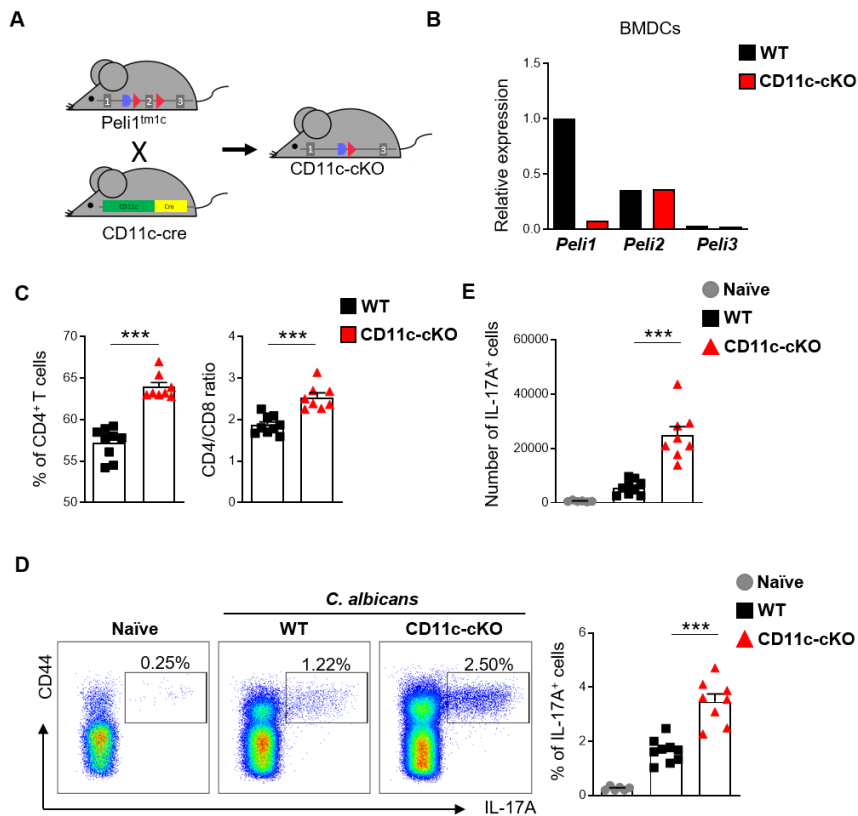 A
1 2 3
Peli1tm1c
X
CD11c
Cre
CD11c-cre
1 3
CD11c-cKO
B
BMDCs
WT
CD11c-cKO
Relative expression
1.5
1.0
0.5
0.0
Peli1 Peli2 Peli3
C
WT
CD11c-cKO
% of CD4+ T cells
70
65
60
55
50
***
CD4/CD8 ratio
4
3
2
1
0
***
E
Naïve
WT
CD11c-cKO
Number of IL-17A+ cells
60000
40000
20000
0
***
D
C. albicans
Naïve WT CD11c-cKO
0.25% 1.22% 2.50%
CD44
IL-17A
Naïve
WT
CD11c-cKO
% of IL-17A+ cells
6
4
2
0
***